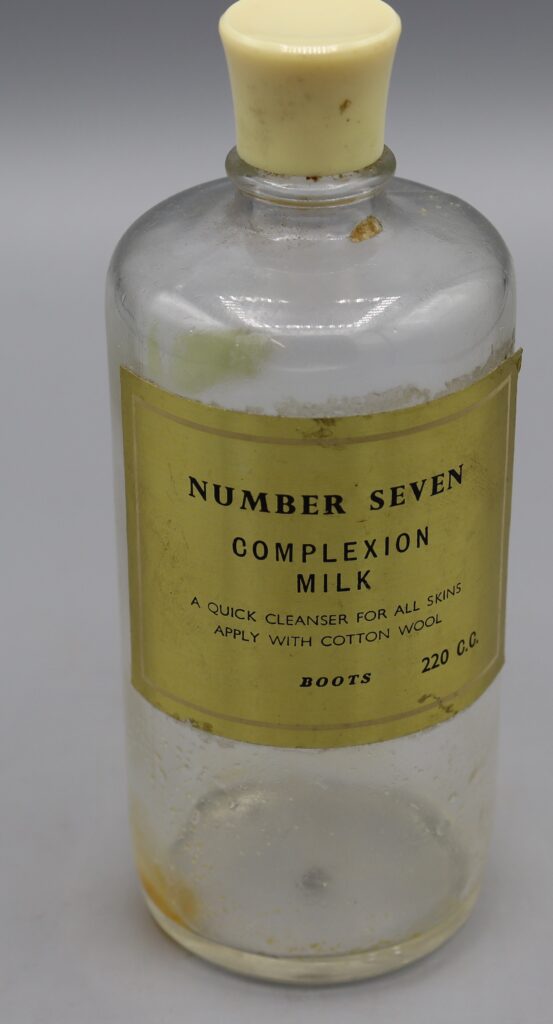 NUMBER SEVEN
COMPLEXION
MILK
A QUICK CLEANSER FOR ALL SKINS
APPLY WITH COTTON WOOL
BOOTS
220 C.C.